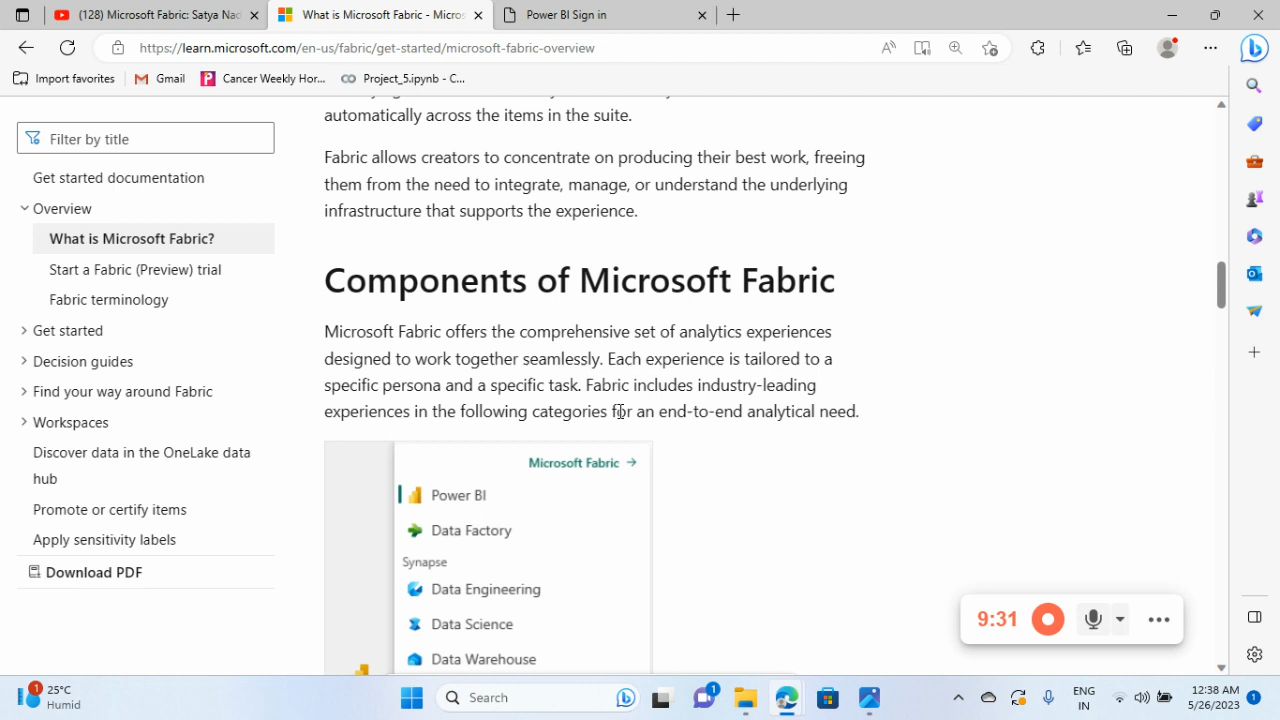 (128) Microsoft Fabric: Satya Nad
What is Microsoft Fabric - Micros
Power BI Sign in
https://learn.microsoft.com/en-us/fabric/get-started/microsoft-fabric-overview
Import favorites
Gmail
Cancer Weekly Hor...
Project_5.ipynb - C...
Filter by title
Get started documentation
Overview
What is Microsoft Fabric?
Start a Fabric (Preview) trial
Fabric terminology
Get started
Decision guides
Find your way around Fabric
Workspaces
Discover data in the OneLake data
hub
Promote or certify items
Apply sensitivity labels
Download PDF
automatically across the items in the suite.
Fabric allows creators to concentrate on producing their best work, freeing
them from the need to integrate, manage, or understand the underlying
infrastructure that supports the experience.
Components of Microsoft Fabric
Microsoft Fabric offers the comprehensive set of analytics experiences
designed to work together seamlessly. Each experience is tailored to a
specific persona and a specific task. Fabric includes industry-leading
experiences in the following categories for an end-to-end analytical need.
Microsoft Fabric →
Power BI
Data Factory
Synapse
Data Engineering
Data Science
Data Warehouse
9:31
1
25°C
Humid
Search
1
ENG
IN
12:38 AM
5/26/2023
1